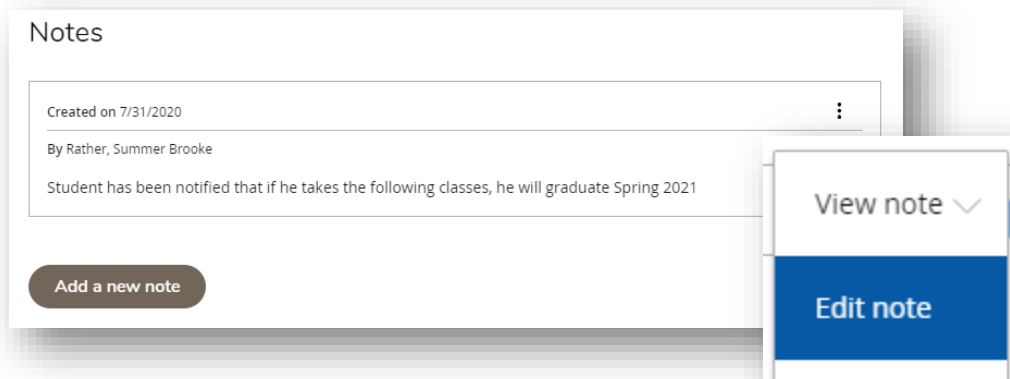 Notes
Created on 7/31/2020
By Rather, Summer Brooke
Student has been notified that if he takes the following classes, he will graduate Spring 2021
Add a new note
View note
Edit note